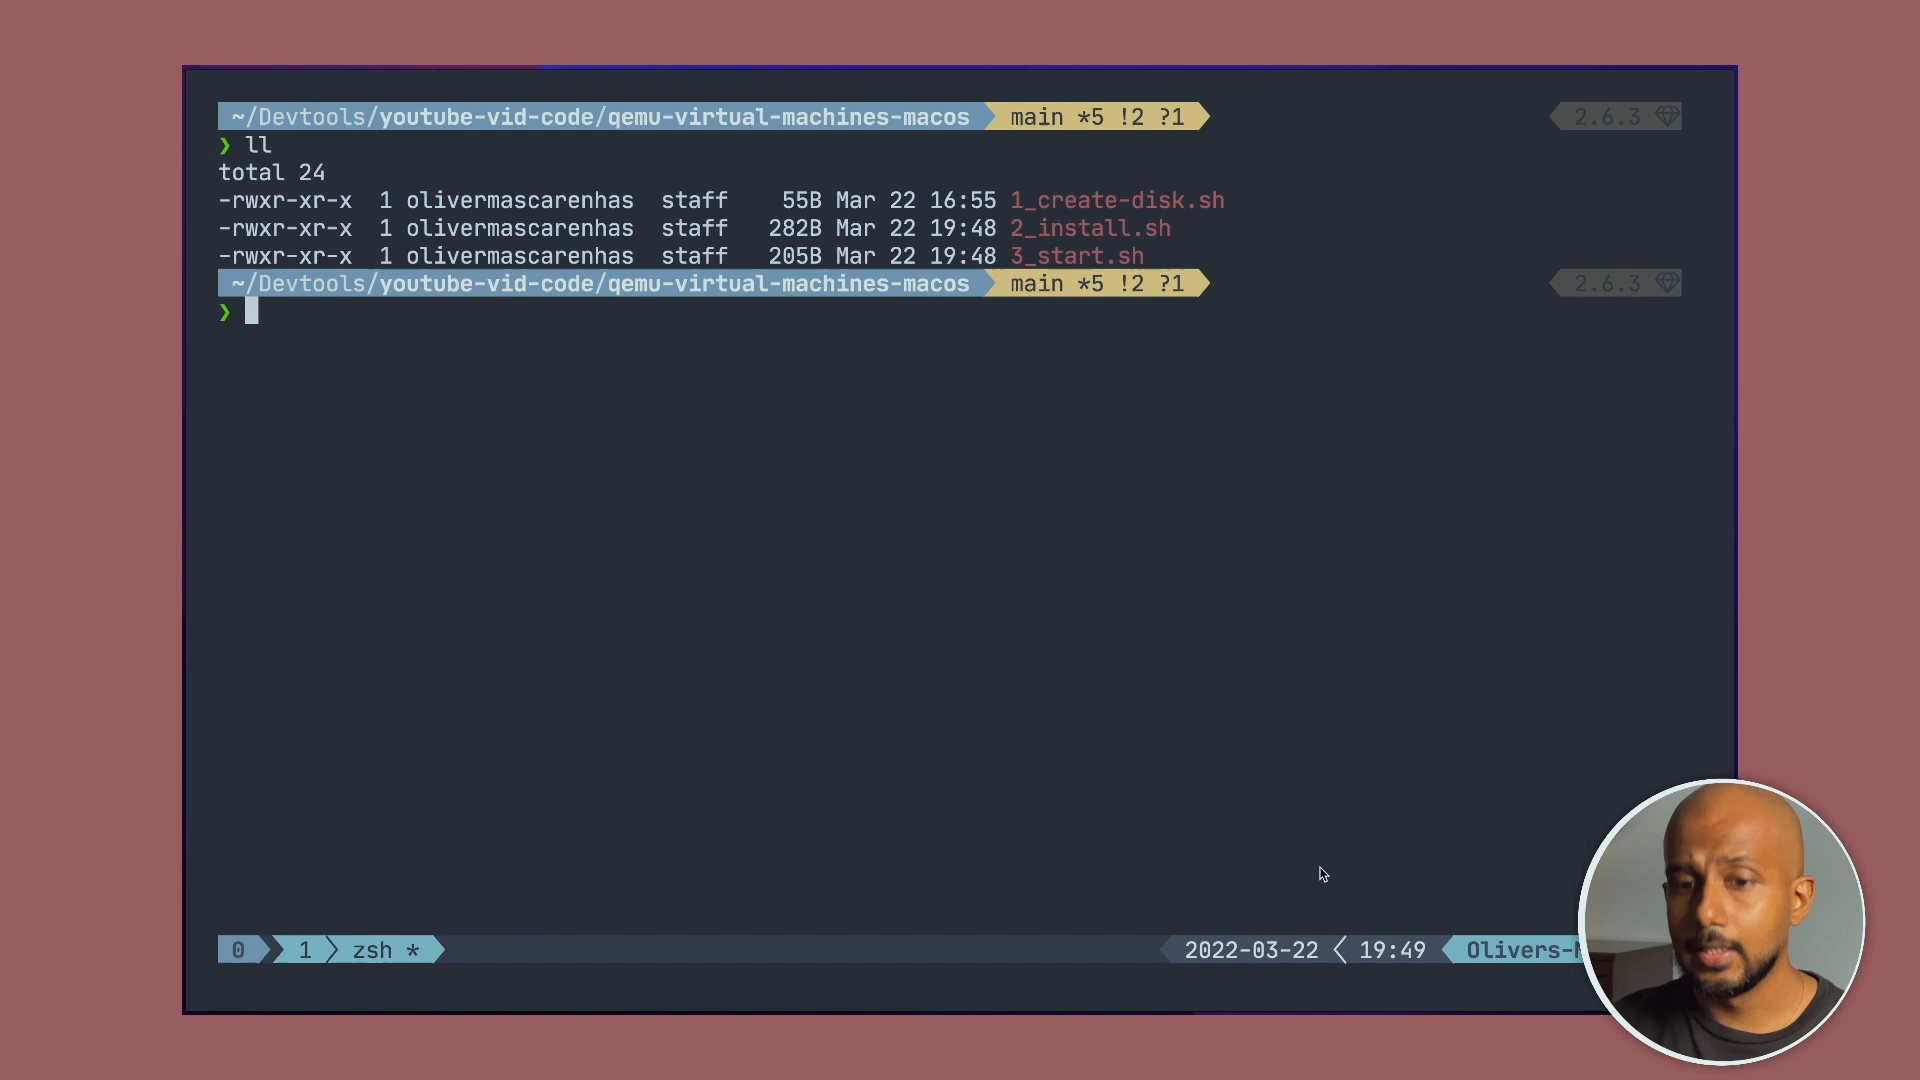 ~/Devtools/youtube-vid-code/qemu-virtual-machines-macos main *5 !2 ?1 2.6.3
❯ ll
total 24
-rwxr-xr-x 1 olivermascarenhas staff 55B Mar 22 16:55 1_create-disk.sh
-rwxr-xr-x 1 olivermascarenhas staff 282B Mar 22 19:48 2_install.sh
-rwxr-xr-x 1 olivermascarenhas staff 205B Mar 22 19:48 3_start.sh
~/Devtools/youtube-vid-code/qemu-virtual-machines-macos main *5 !2 ?1 2.6.3
❯
0 1 zsh * 2022-03-22 19:49 Olivers-